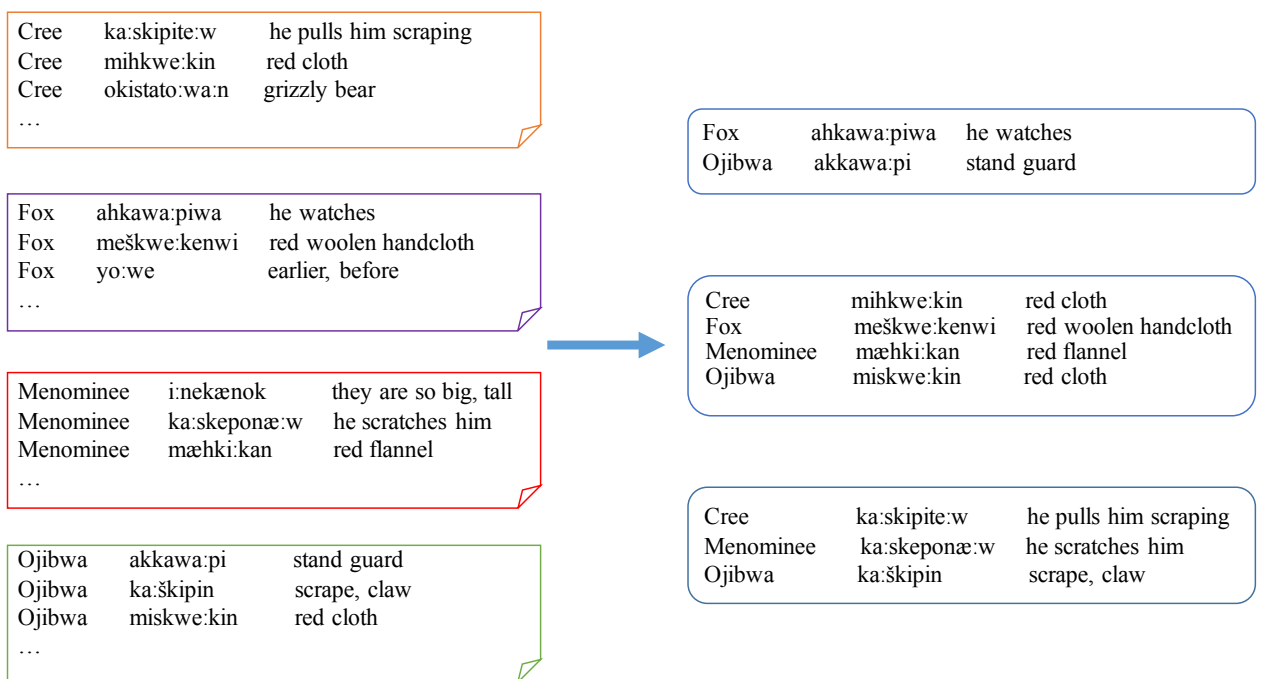 Cree ka:skipite:w he pulls him scraping
Cree mihkwe:kin red cloth
Cree okistato:wa:n grizzly bear
…
Fox ahkawa:piwa he watches
Fox meškwe:kenwi red woolen handcloth
Fox yo:we earlier, before
…
Menominee i:nekænok they are so big, tall
Menominee ka:skeponæ:w he scratches him
Menominee mæhki:kan red flannel
…
Ojibwa akkawa:pi stand guard
Ojibwa ka:škipin scrape, claw
Ojibwa miskwe:kin red cloth
…
Fox ahkawa:piwa he watches
Ojibwa akkawa:pi stand guard
Cree mihkwe:kin red cloth
Fox meškwe:kenwi red woolen handcloth
Menominee mæhki:kan red flannel
Ojibwa miskwe:kin red cloth
Cree ka:skipite:w he pulls him scraping
Menominee ka:skeponæ:w he scratches him
Ojibwa ka:škipin scrape, claw